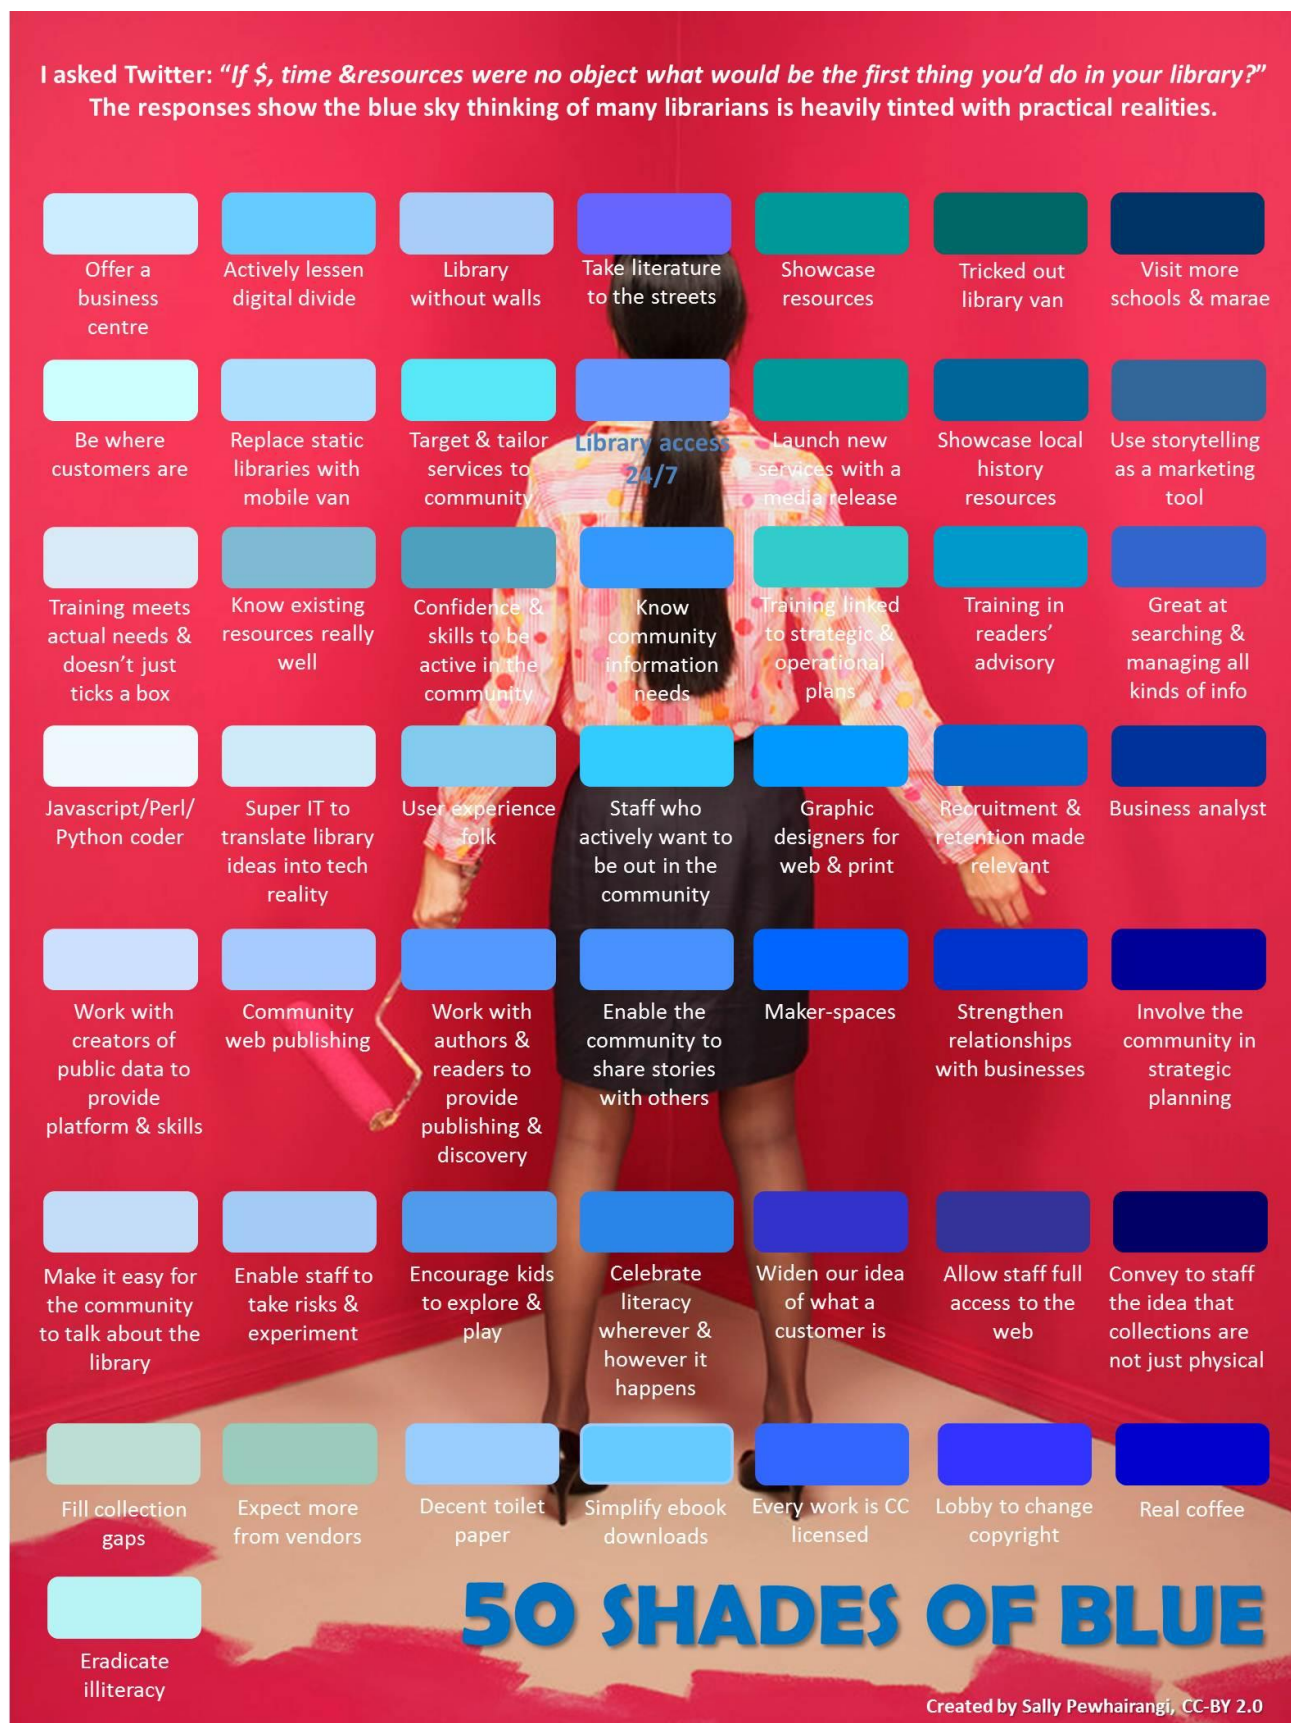 I asked Twitter: “If $, time &resources were no object what would be the first thing you’d do in your library?”
The responses show the blue sky thinking of many librarians is heavily tinted with practical realities.
Offer a
business
centre
Actively lessen
digital divide
Library
without walls
Take literature
to the streets
Showcase
resources
Tricked out
library van
Visit more
schools & marae
Be where
customers are
Replace static
libraries with
mobile van
Target & tailor
services to
community
Library access
24/7
Launch new
services with a
media release
Showcase local
history
resources
Use storytelling
as a marketing
tool
Training meets
actual needs &
doesn’t just
ticks a box
Know existing
resources really
well
Confidence &
skills to be
active in the
community
Know
community
information
needs
Training linked
to strategic &
operational
plans
Training in
readers’
advisory
Great at
searching &
managing all
kinds of info
Javascript/Perl/
Python coder
Super IT to
translate library
ideas into tech
reality
User experience
folk
Staff who
actively want to
be out in the
community
Graphic
designers for
web & print
Recruitment &
retention made
relevant
Business analyst
Work with
creators of
public data to
provide
platform & skills
Community
web publishing
Work with
authors &
readers to
provide
publishing &
discovery
Enable the
community to
share stories
with others
Maker-spaces
Strengthen
relationships
with businesses
Involve the
community in
strategic
planning
Make it easy for
the community
to talk about the
library
Enable staff to
take risks &
experiment
Encourage kids
to explore &
play
Celebrate
literacy
wherever &
however it
happens
Widen our idea
of what a
customer is
Allow staff full
access to the
web
Convey to staff
the idea that
collections are
not just physical
Fill collection
gaps
Expect more
from vendors
Decent toilet
paper
Simplify ebook
downloads
Every work is CC
licensed
Lobby to change
copyright
Real coffee
Eradicate
illiteracy
50 SHADES OF BLUE
Created by Sally Pewhairangi, CC-BY 2.0